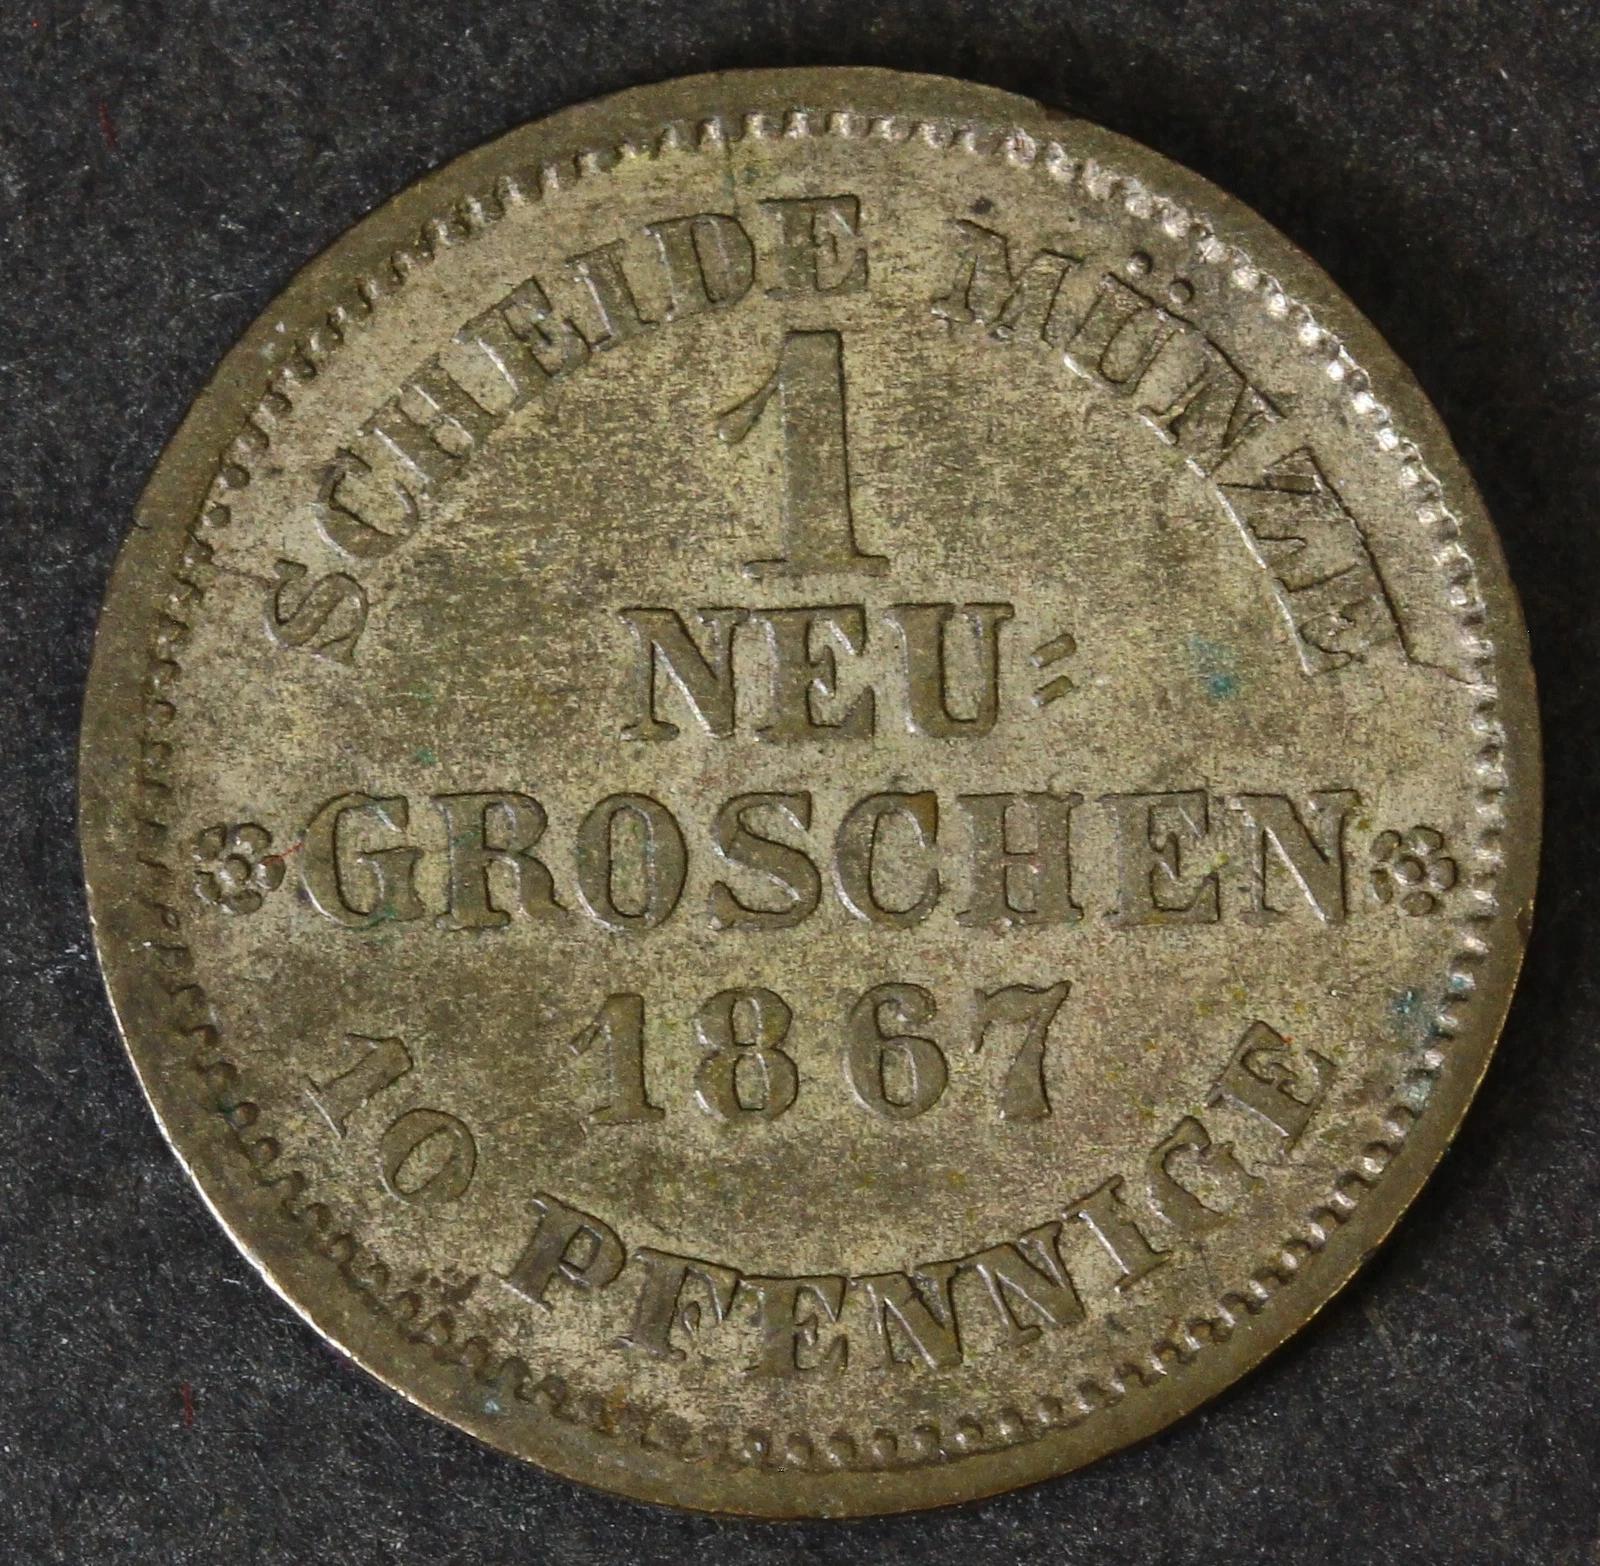 SCHEIDE MÜNZE
1
NEU=
GROSCHEN
1867
10 PFENNIGE